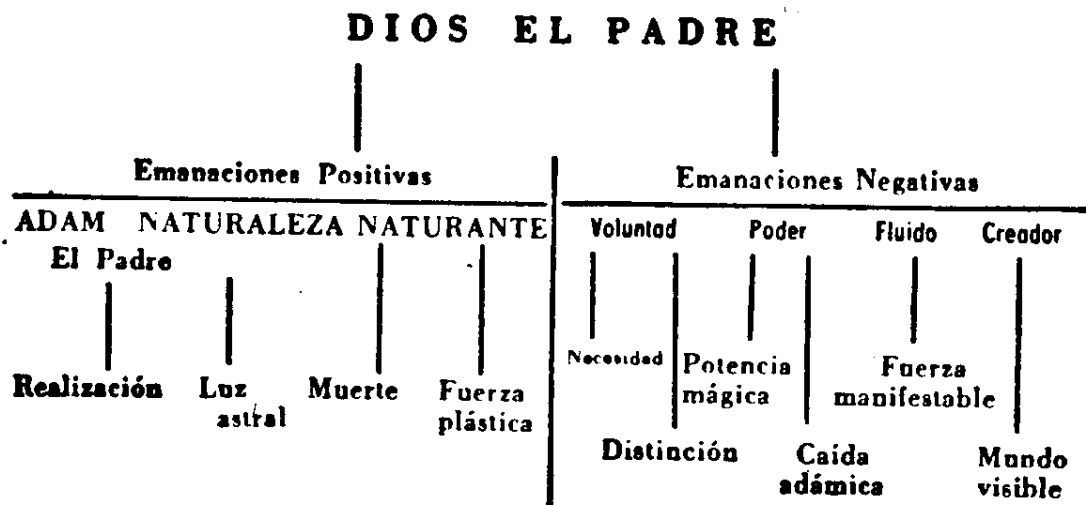 DIOS EL PADRE
Emanaciones Positivas
Emanaciones Negativas
ADAM NATURALEZA NATURANTE
El Padre
Voluntad Poder Fluido Creador
Realización
Luz
astral
Muerte
Fuerza
plástica
Necesidad
Potencia
mágica
Fuerza
manifestable
Distinción
Caída
adámica
Mundo
visible